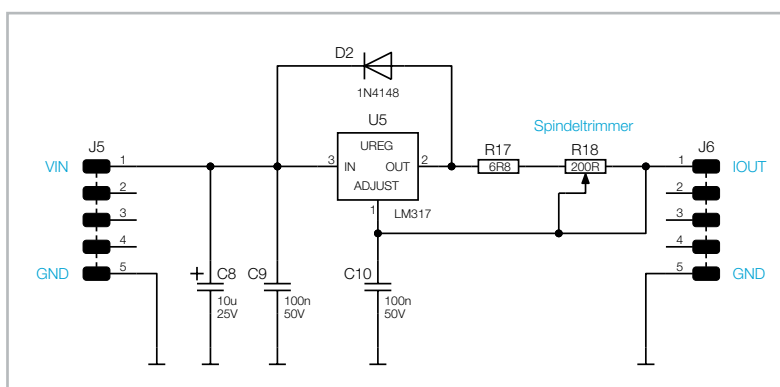 D2
1N4148
U5
Spindeltrimmer
J5
UREG
R17
R18
J6
VIN
1
3
IN
OUT
2
6R8
200R
1
IOUT
2
ADJUST
2
3
1
LM317
3
4
4
GND
5
+
C8
C9
C10
5
GND
10u
25V
100n
50V
100n
50V